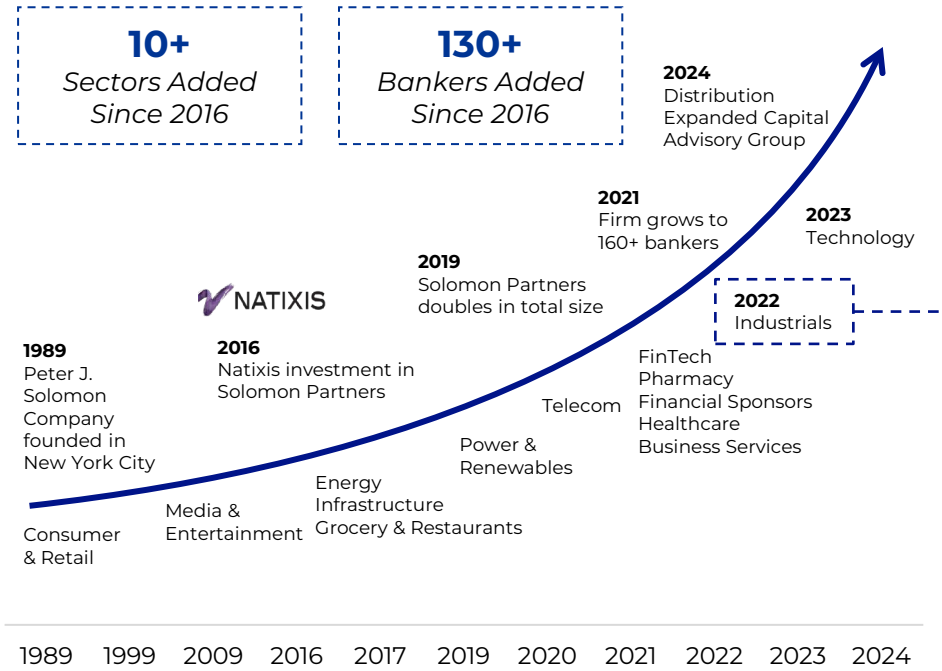 10+
Sectors Added
Since 2016
130+
Bankers Added
Since 2016
2024
Distribution
Expanded Capital
Advisory Group
2021
Firm grows to
160+ bankers
2023
Technology
2019
Solomon Partners
doubles in total size
NATIXIS
2022
Industrials
1989
Peter J.
Solomon
Company
founded in
New York City
2016
Natixis investment in
Solomon Partners
FinTech
Pharmacy
Financial Sponsors
Healthcare
Business Services
Telecom
Power &
Renewables
Energy
Infrastructure
Grocery & Restaurants
Media &
Entertainment
Consumer
& Retail
1989 1999 2009 2016 2017 2019 2020 2021 2022 2023 2024